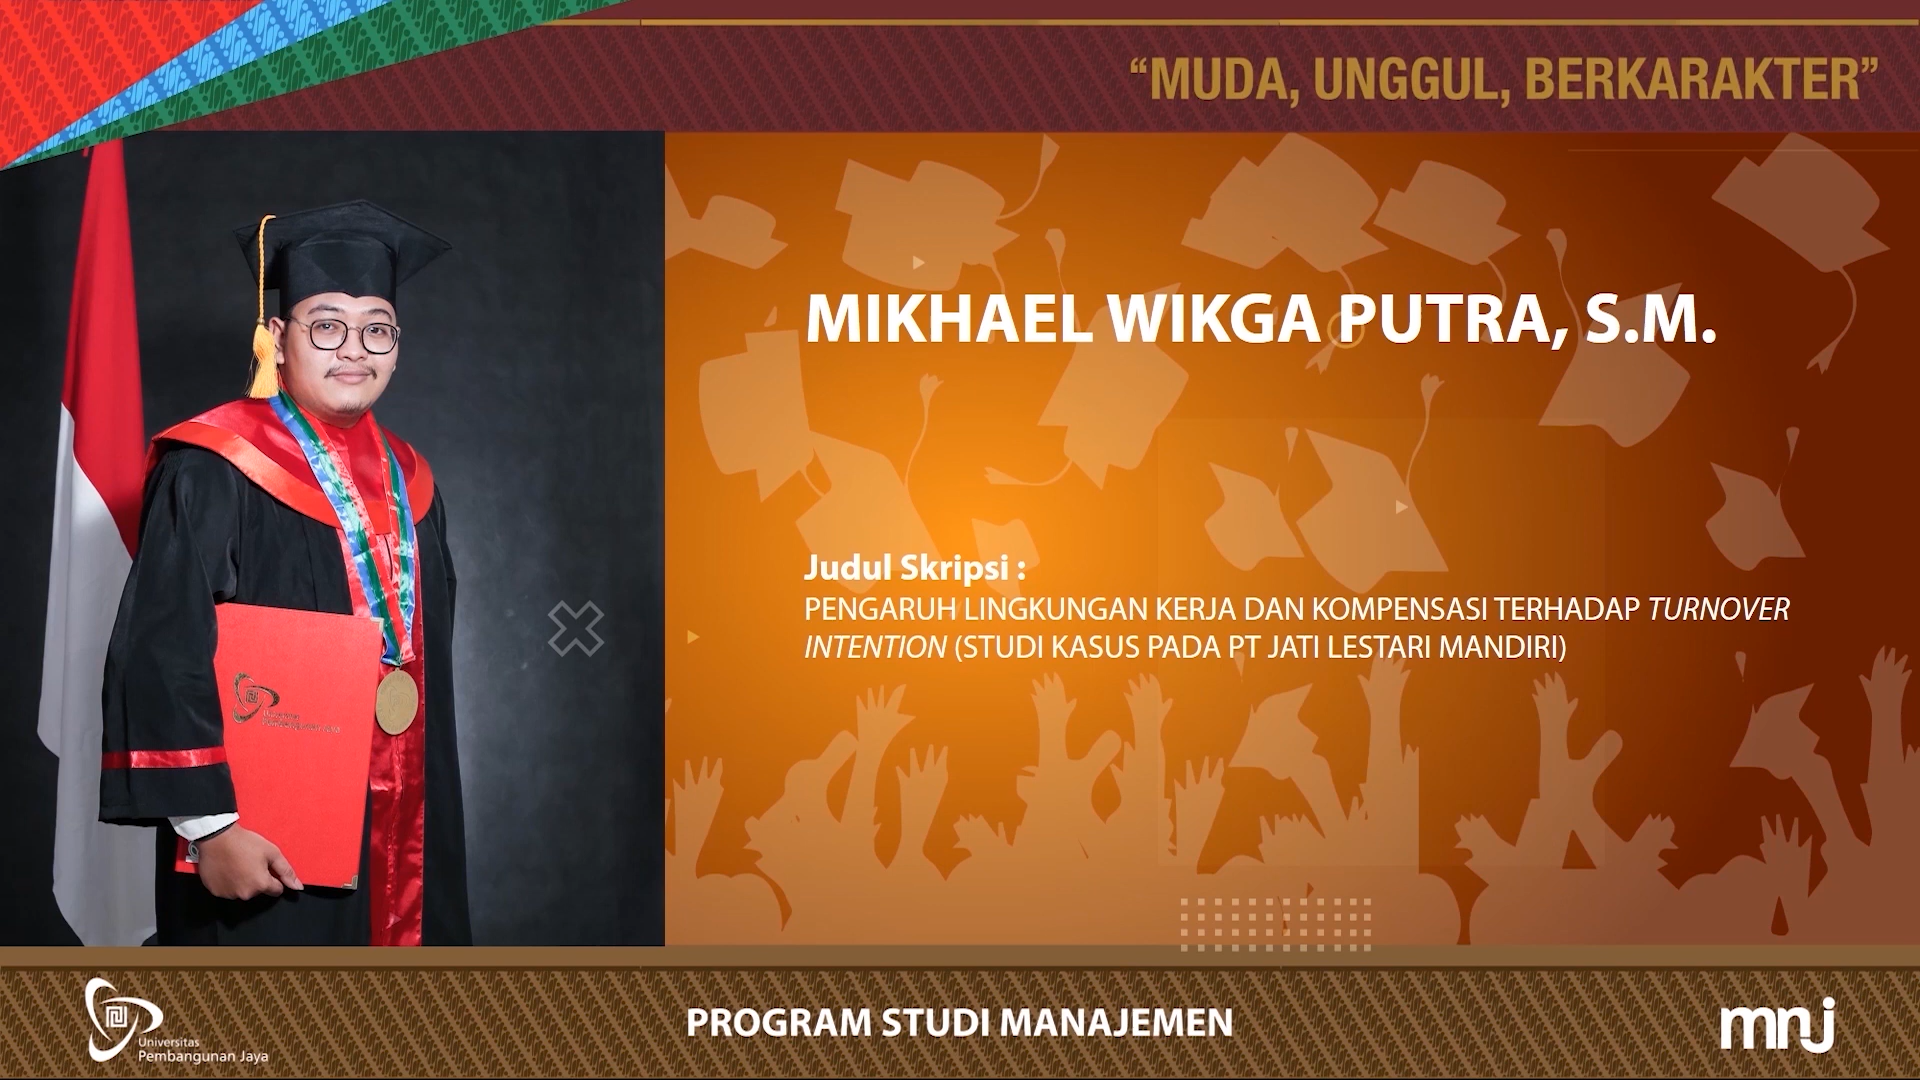 “MUDA, UNGGUL, BERKARAKTER”
MIKHAEL WIKGA PUTRA, S.M.
Judul Skripsi :
PENGARUH LINGKUNGAN KERJA DAN KOMPENSASI TERHADAP TURNOVER
INTENTION (STUDI KASUS PADA PT JATI LESTARI MANDIRI)
Universitas
Pembangunan Jaya
PROGRAM STUDI MANAJEMEN
mnj